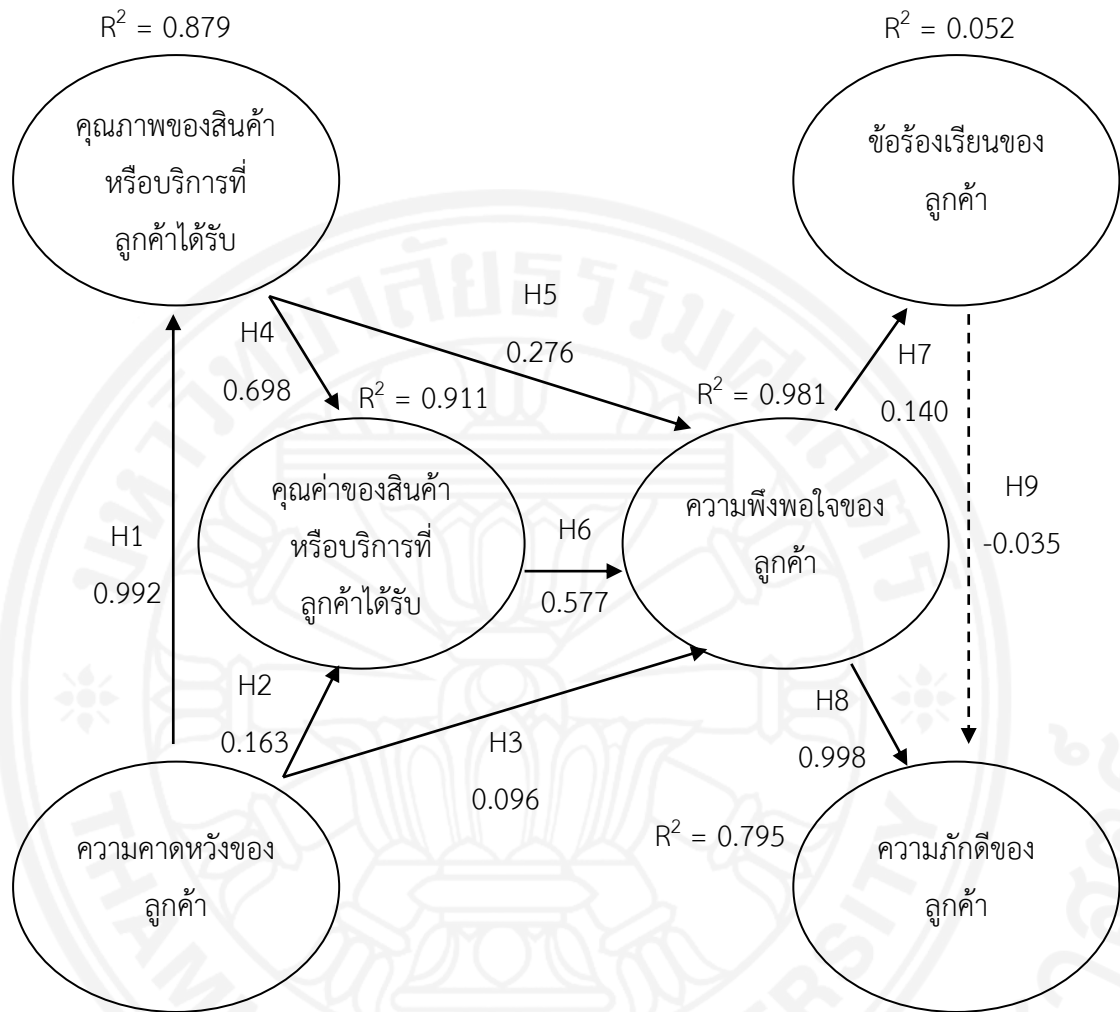 R² = 0.879
R² = 0.052
คุณภาพของสินค้า
หรือบริการที่
ลูกค้าได้รับ
ข้อร้องเรียนของ
ลูกค้า
H5
0.276
H4
0.698
H7
0.140
R² = 0.911
R² = 0.981
คุณค่าของสินค้า
หรือบริการที่
ลูกค้าได้รับ
ความพึงพอใจของ
ลูกค้า
H6
0.577
H9
-0.035
H1
0.992
H2
0.163
H3
0.096
H8
0.998
R² = 0.795
ความคาดหวังของ
ลูกค้า
ความภักดีของ
ลูกค้า